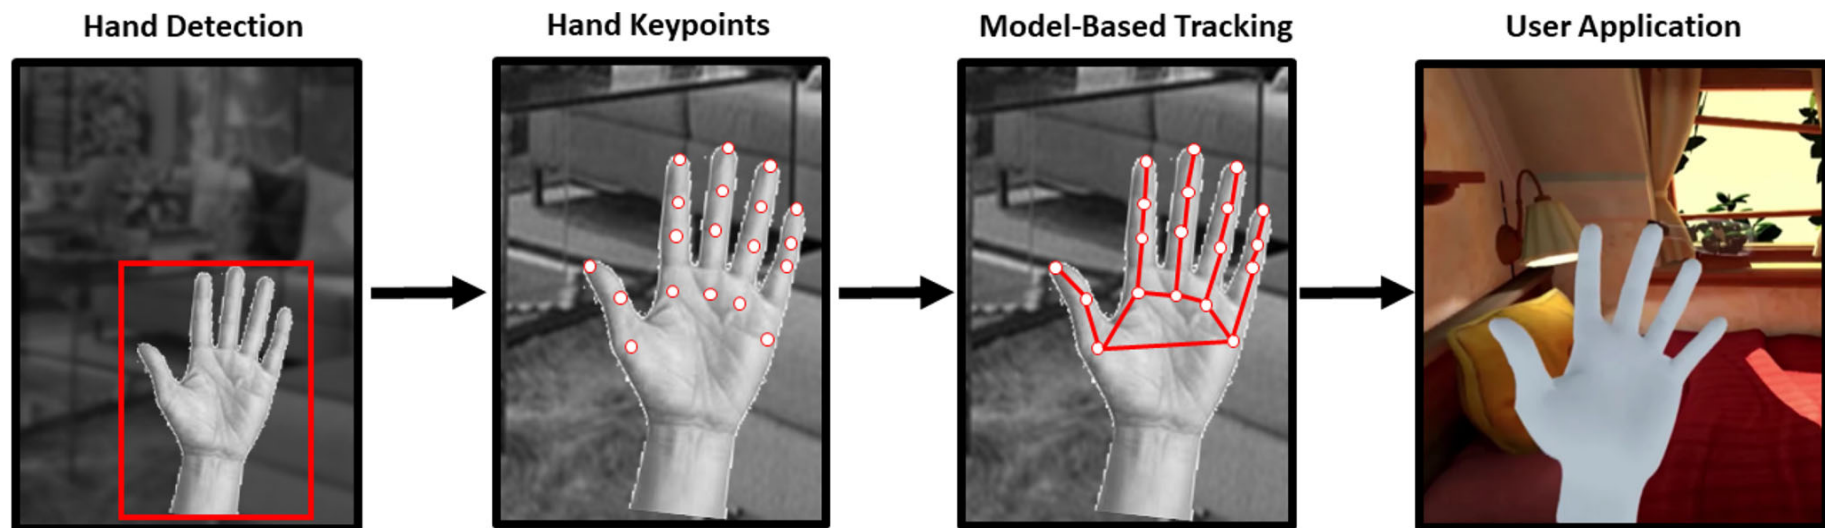 Hand Detection
Hand Keypoints
Model-Based Tracking
User Application